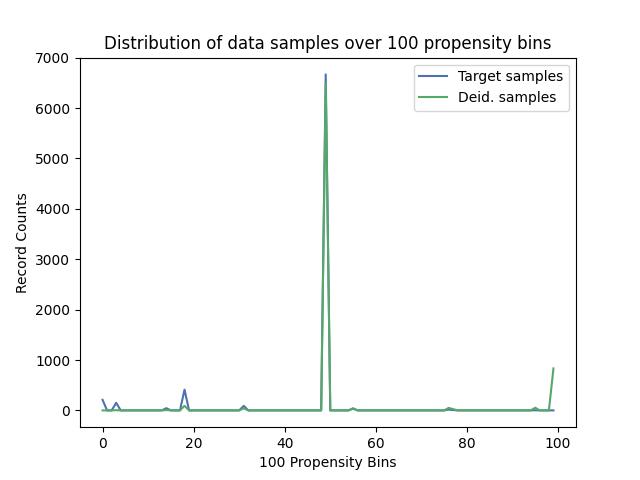 Distribution of data samples over 100 propensity bins
Target samples
Deid. samples
Record Counts
7000
6000
5000
4000
3000
2000
1000
0
0 20 40 60 80 100
100 Propensity Bins